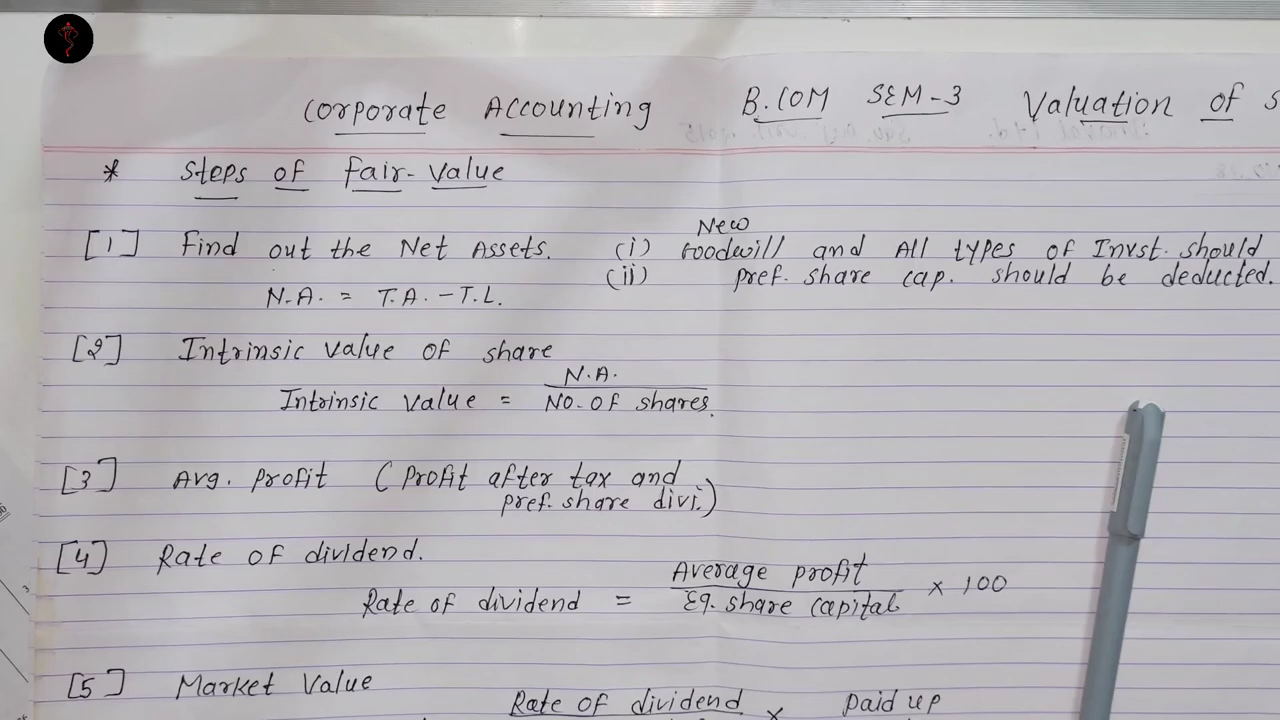 Corporate Accounting B.COM SEM-3 Valuation of S
* Steps of Fair-Value
[1] Find out the Net Assets. (i) New Goodwill and All types of Invst. should
(ii) pref. share cap. should be deducted.
N.A. = T.A. - T.L.
[2] Intrinsic value of share
Intrinsic value = N.A. / NO. OF shares.
[3] Avg. profit (profit after tax and
pref. share divi.)
[4] Rate of dividend.
Rate of dividend = Average profit / Eq. share capital × 100
[5] Market Value
Rate of dividend × paid up